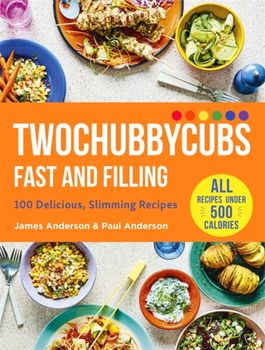 TWOCHUBBYCUBS
FAST AND FILLING
100 Delicious, Slimming Recipes
James Anderson & Paul Anderson
ALL
RECIPES UNDER
500
CALORIES